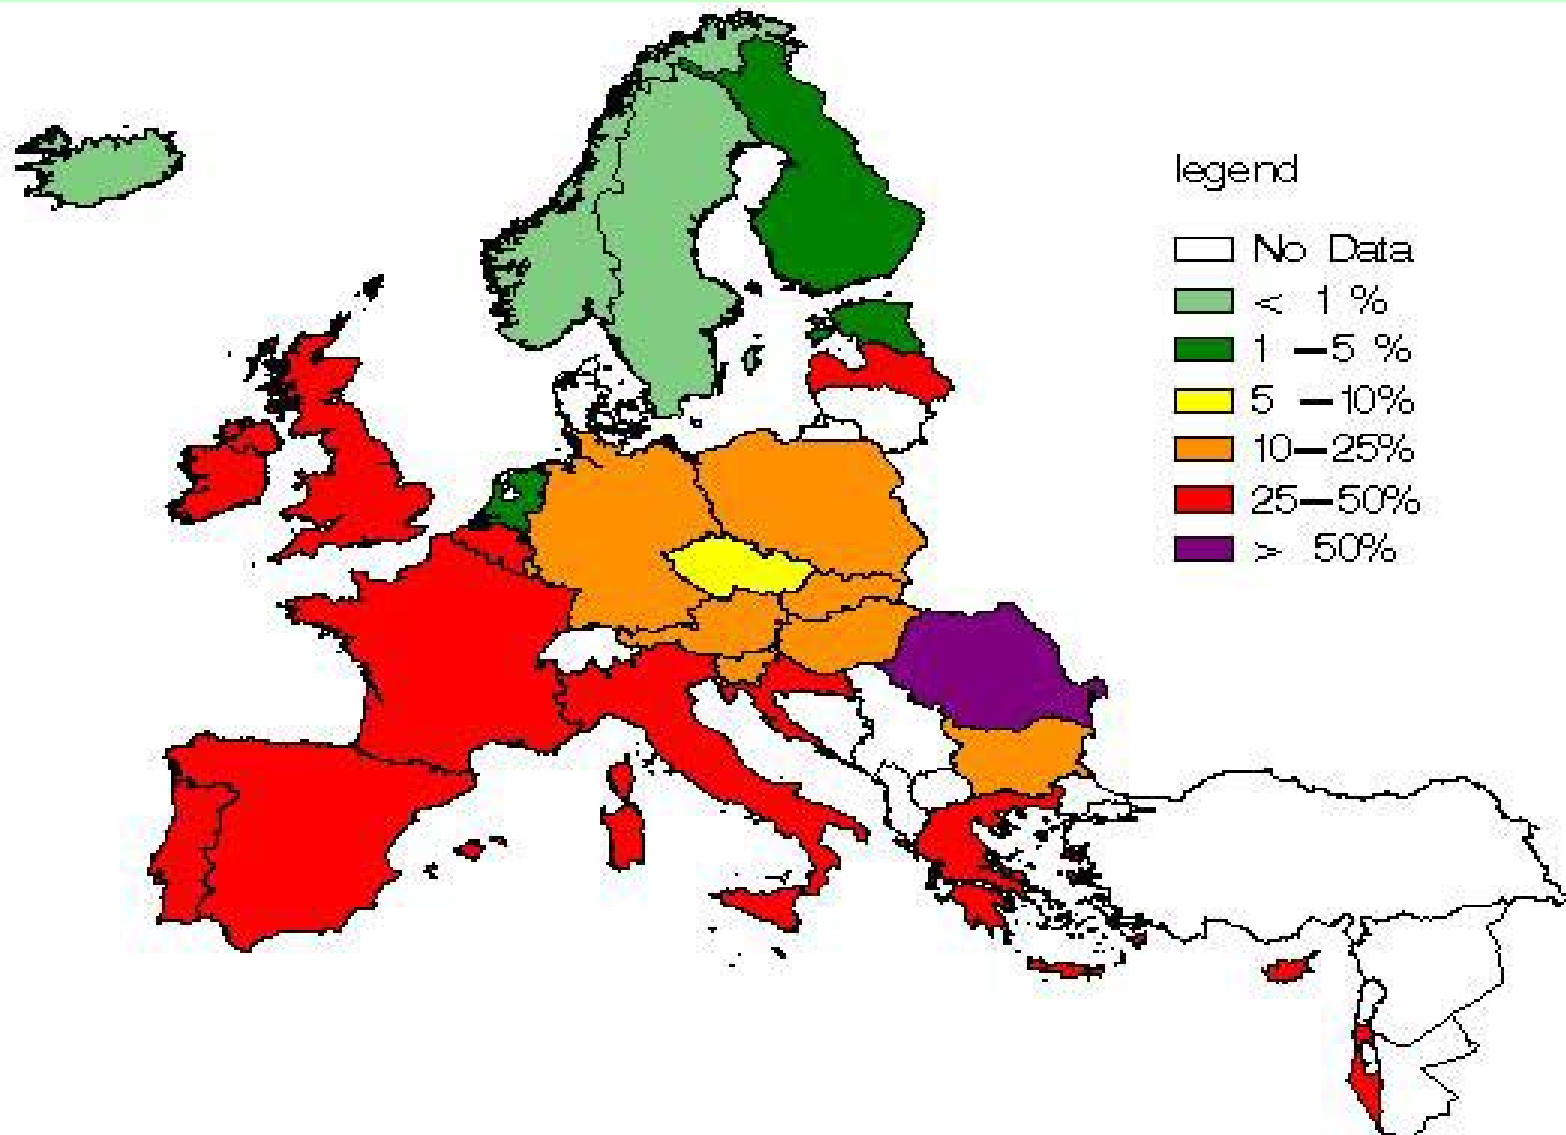 legend
No Data
< 1 %
1 –5 %
5 –10%
10–25%
25–50%
> 50%